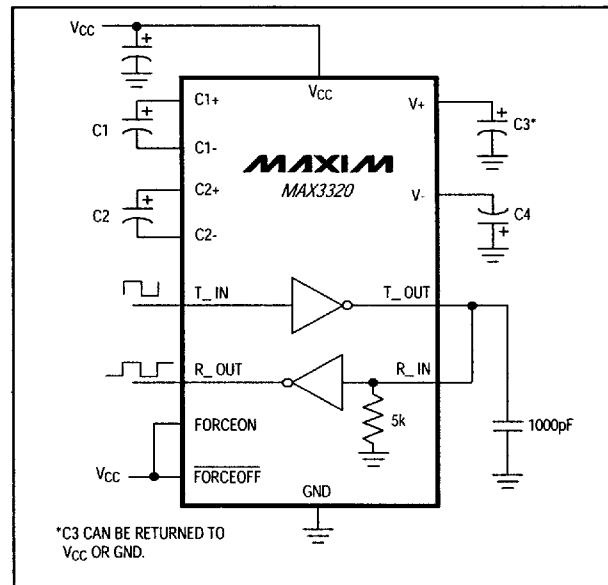 VCC
C1+
C1
C1-
C2+
C2
C2-
VCC
V+
C3*
MAXIM
MAX3320
V-
C4
T_IN
T_OUT
R_OUT
R_IN
5k
1000pF
FORCEON
VCC
FORCEOFF
GND
*C3 CAN BE RETURNED TO
VCC OR GND.